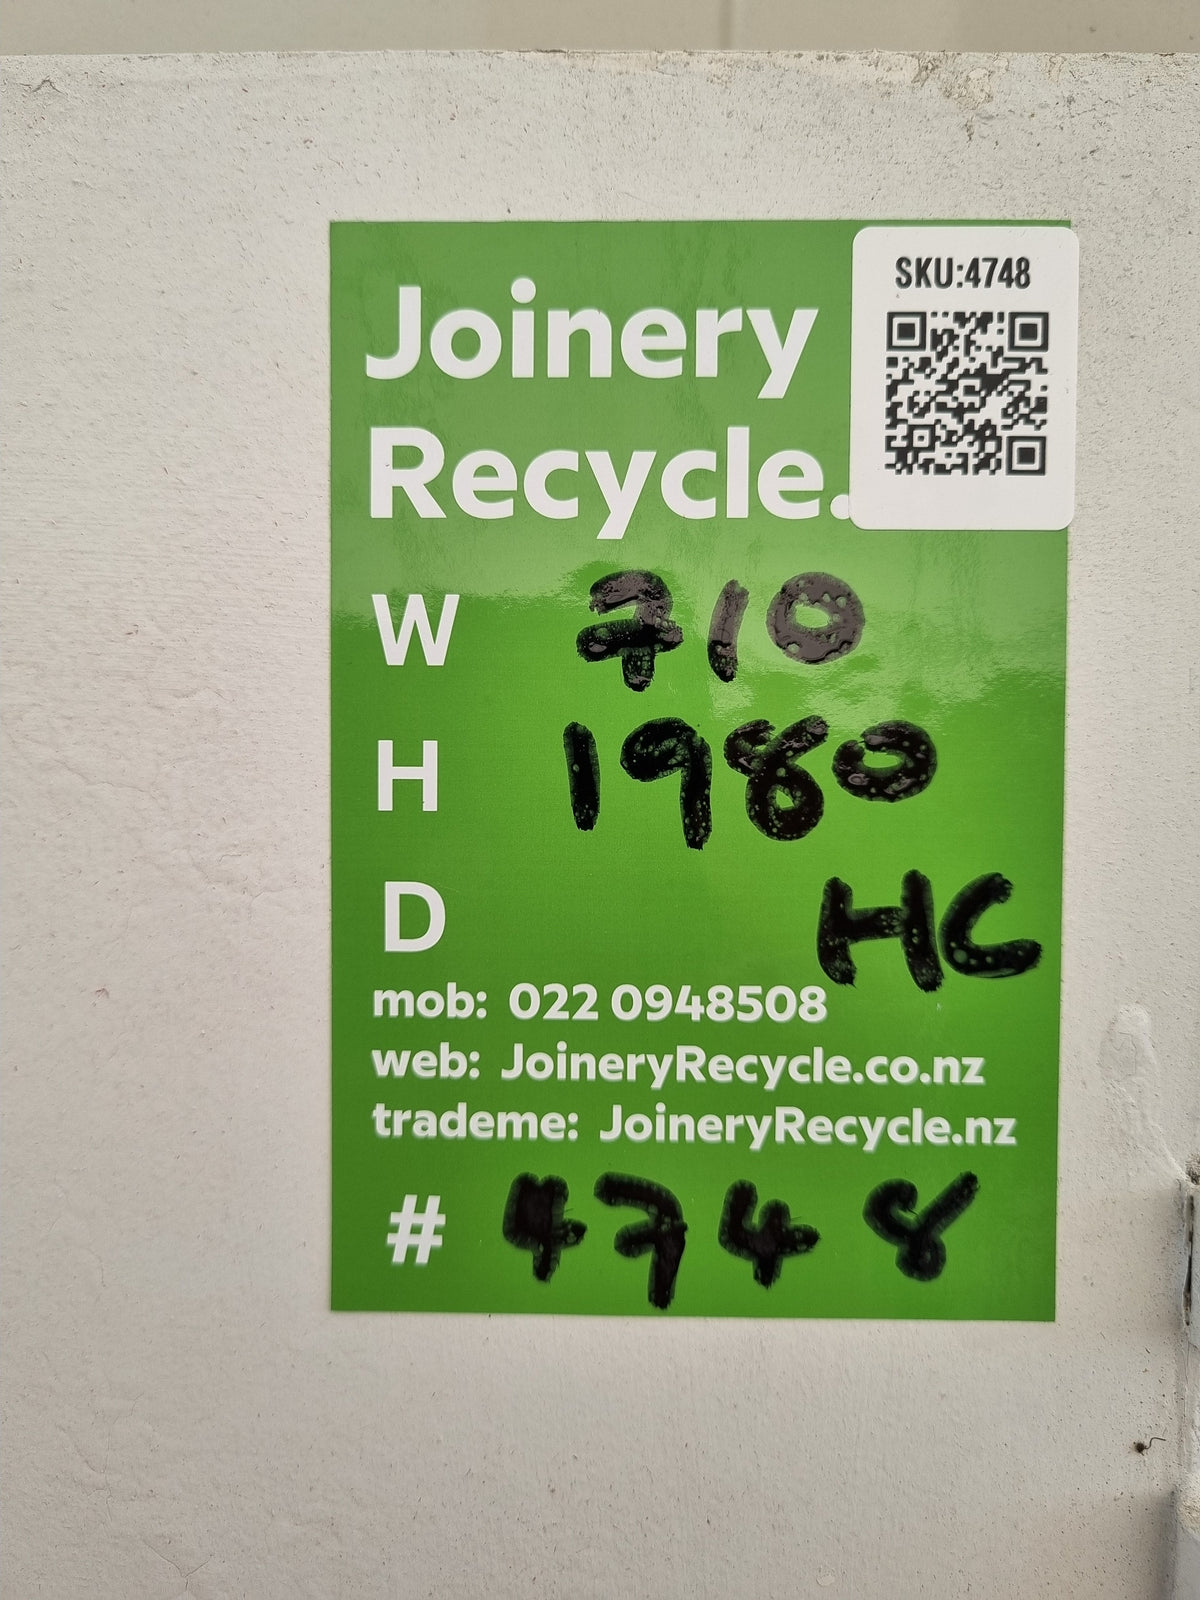 SKU:4748
Joinery
Recycle.
W 710
H 1980
D HC
mob: 022 0948508
web: JoineryRecycle.co.nz
trademe: JoineryRecycle.nz
# 4748